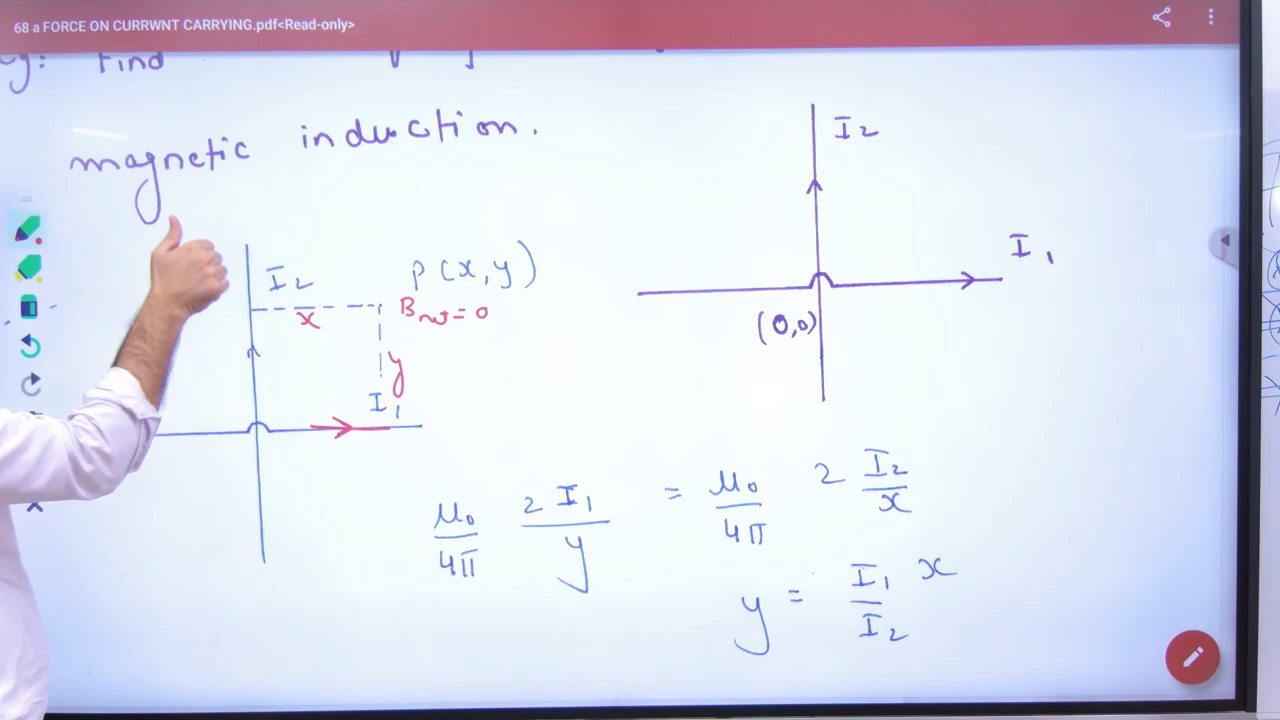 68 a FORCE ON CURRWNT CARRYING.pdf<Read-only>
Find
magnetic induction.
I2
I1
(0,0)
I2
P(x,y)
x
Bnet=0
y
I1
μ0/4π 2I1/y = μ0/4π 2 I2/x
y = I1/I2 x